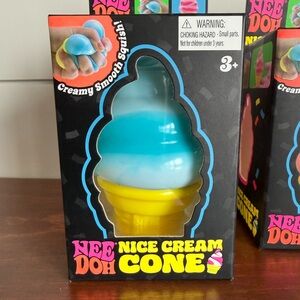 NEE
DOH
Creamy Smooth Squish!
WARNING:
CHOKING HAZARD - Small parts.
Not for children under 3 years.
3+
NEE
DOH
NICE CREAM
CONE
NEE
DOH